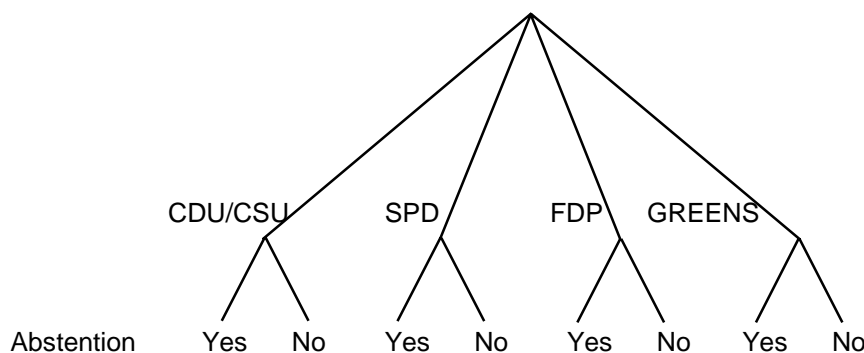 CDU/CSU SPD FDP GREENS
Abstention Yes No Yes No Yes No Yes No